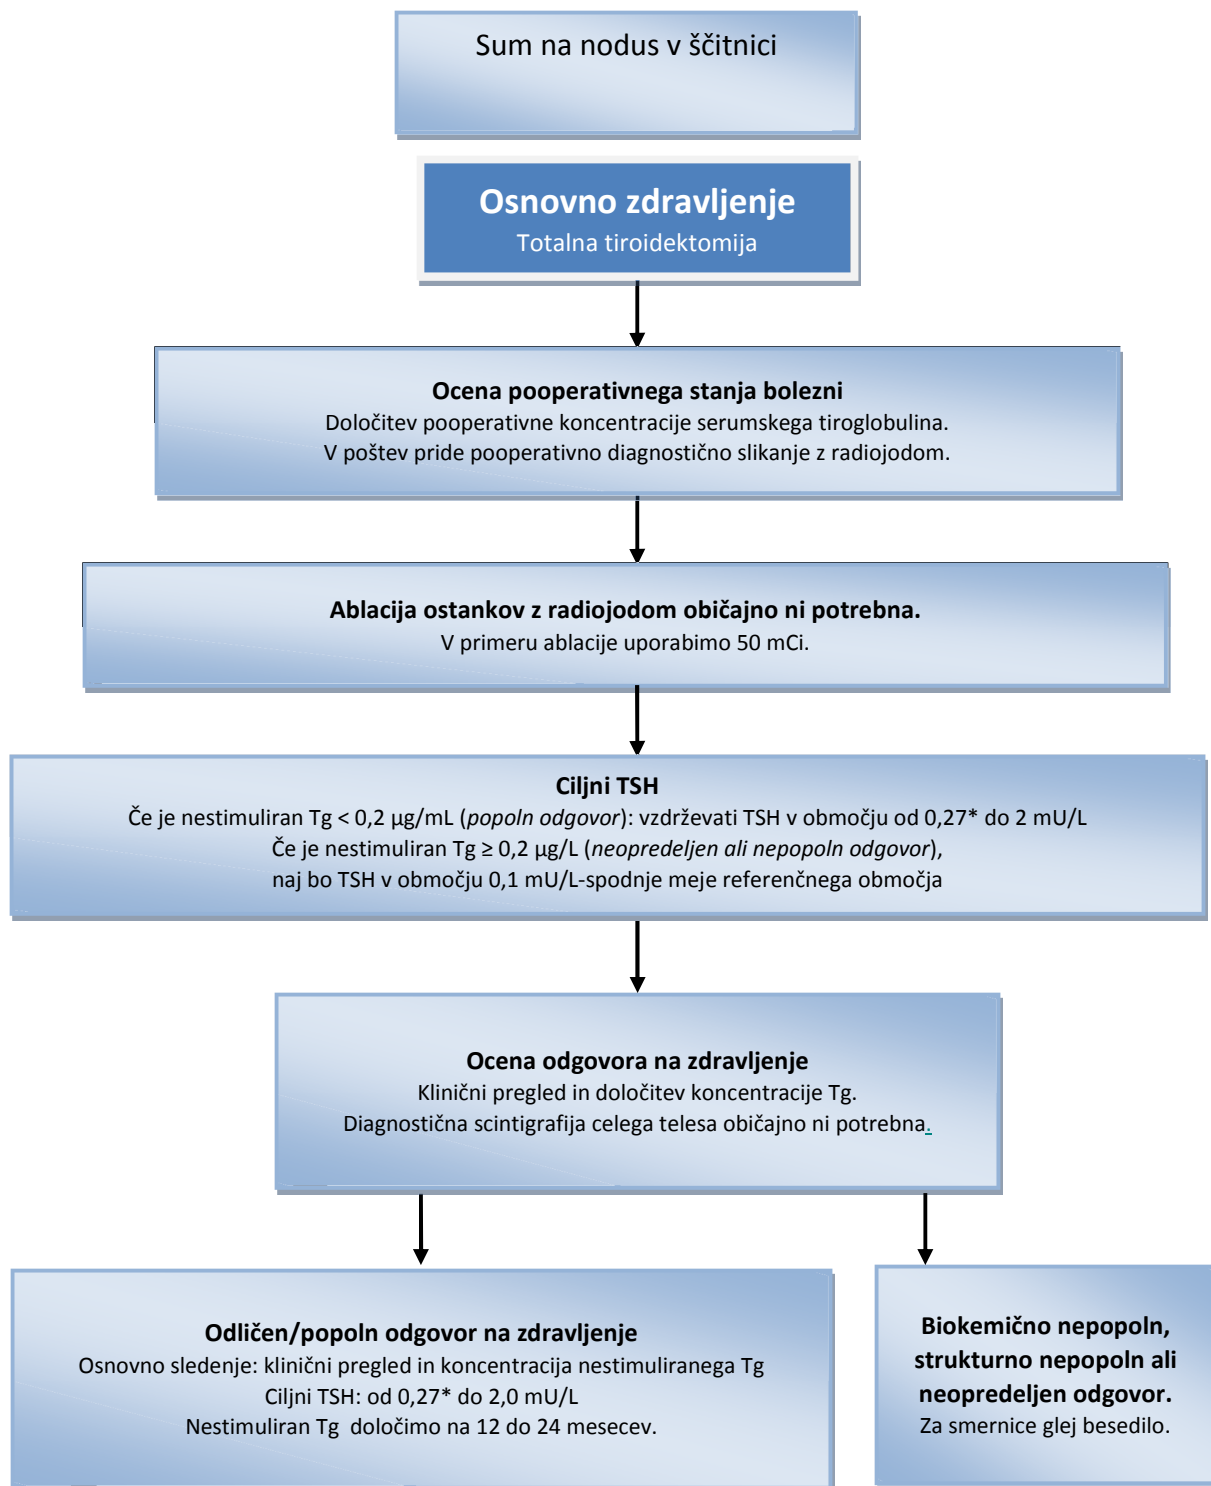 Sum na nodus v ščitnici
Osnovno zdravljenje
Totalna tiroidektomija
Ocena pooperativnega stanja bolezni
Določitev pooperativne koncentracije serumskega tiroglobulina.
V poštev pride pooperativno diagnostično slikanje z radiojodom.
Ablacija ostankov z radiojodom običajno ni potrebna.
V primeru ablacije uporabimo 50 mCi.
Ciljni TSH
Če je nestimuliran Tg < 0,2 µg/mL (popoln odgovor): vzdrževati TSH v območju od 0,27* do 2 mU/L
Če je nestimuliran Tg ≥ 0,2 µg/L (neopredeljen ali nepopoln odgovor),
naj bo TSH v območju 0,1 mU/L-spodnje meje referenčnega območja
Ocena odgovora na zdravljenje
Klinični pregled in določitev koncentracije Tg.
Diagnostična scintigrafija celega telesa običajno ni potrebna.
Odličen/popoln odgovor na zdravljenje
Osnovno sledenje: klinični pregled in koncentracija nestimuliranega Tg
Ciljni TSH: od 0,27* do 2,0 mU/L
Nestimuliran Tg določimo na 12 do 24 mesecev.
Biokemično nepopoln,
strukturno nepopoln ali
neopredeljen odgovor.
Za smernice glej besedilo.